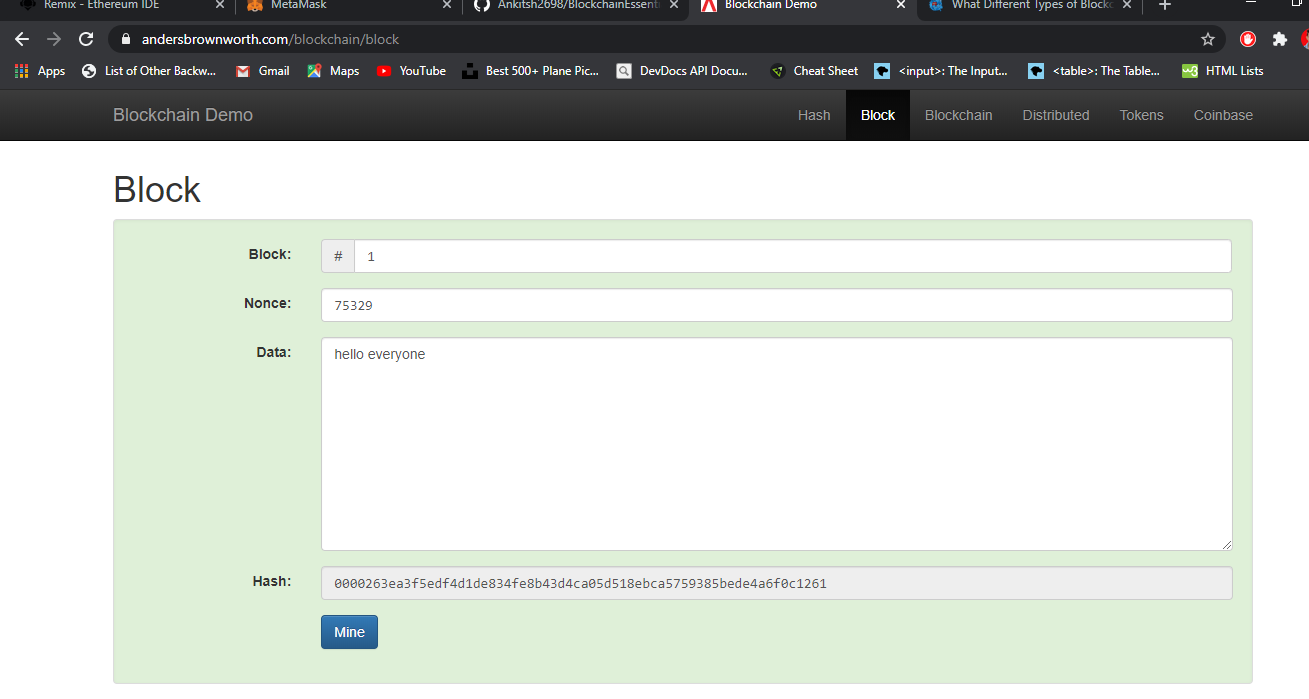 Remix - Ethereum IDE MetaMask Ankitsh2698/BlockchainEssenti Blockchain Demo What Different Types of Blockc
andersbrownworth.com/blockchain/block
Apps List of Other Backw... Gmail Maps YouTube Best 500+ Plane Pic... DevDocs API Docu... Cheat Sheet <input>: The Input... <table>: The Table... HTML Lists
Blockchain Demo Hash Block Blockchain Distributed Tokens Coinbase
Block
Block: # 1
Nonce: 75329
Data: hello everyone
Hash: 0000263ea3f5edf4d1de834fe8b43d4ca05d518ebca5759385bede4a6f0c1261
Mine